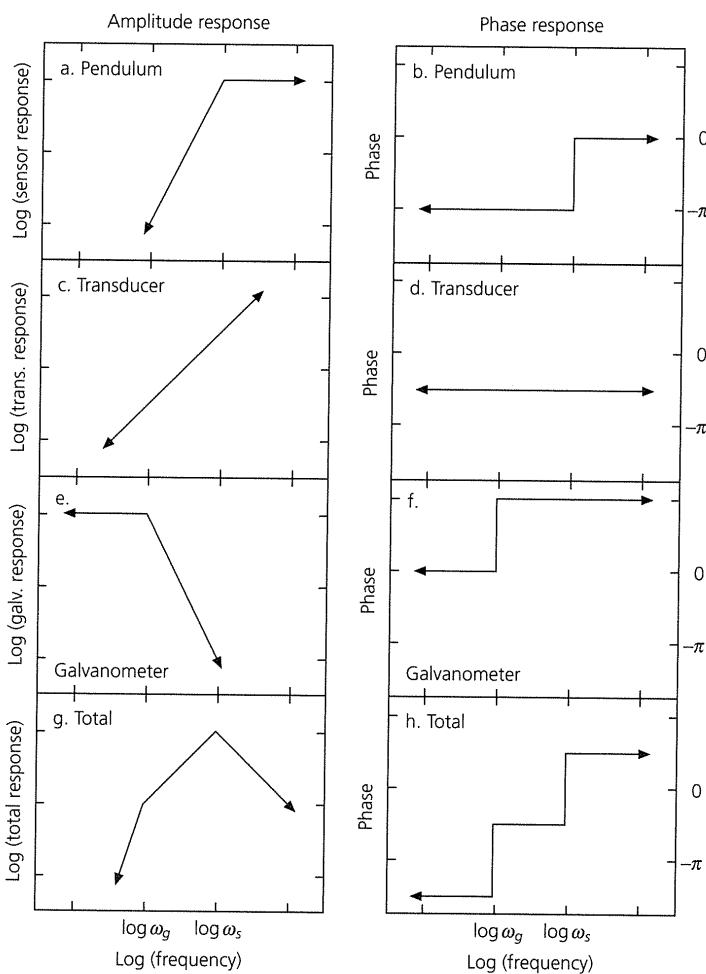 Amplitude response
Phase response
Log (sensor response)
a. Pendulum
Phase
b. Pendulum
0
−π
Log (trans. response)
c. Transducer
Phase
d. Transducer
0
−π
Log (galv. response)
e.
Galvanometer
Phase
f.
0
−π
Galvanometer
Log (total response)
g. Total
Phase
h. Total
0
−π
log ω_g
log ω_s
log ω_g
log ω_s
Log (frequency)
Log (frequency)